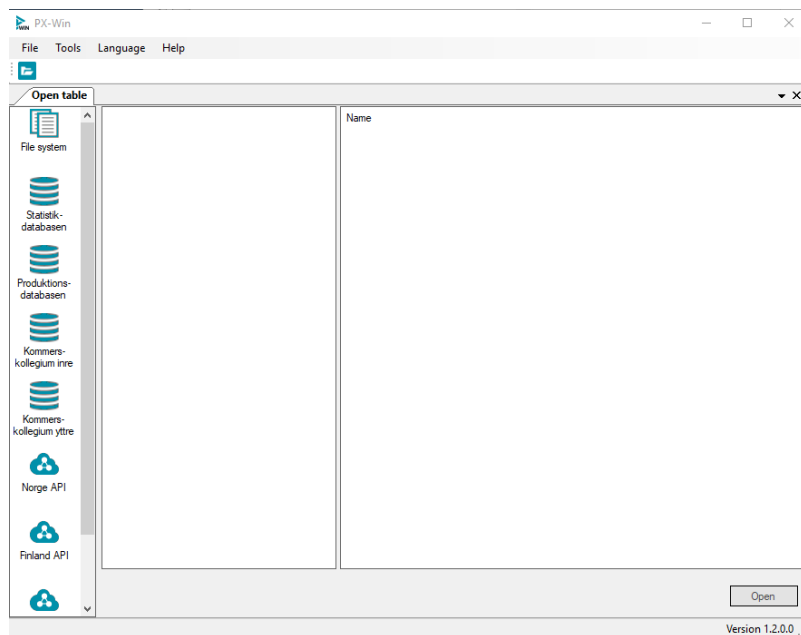 PX-Win
File Tools Language Help
Open table
File system
Name
Statistik-
databasen
Produktions-
databasen
Kommers-
kollegium inre
Kommers-
kollegium yttre
Norge API
Finland API
Open
Version 1.2.0.0